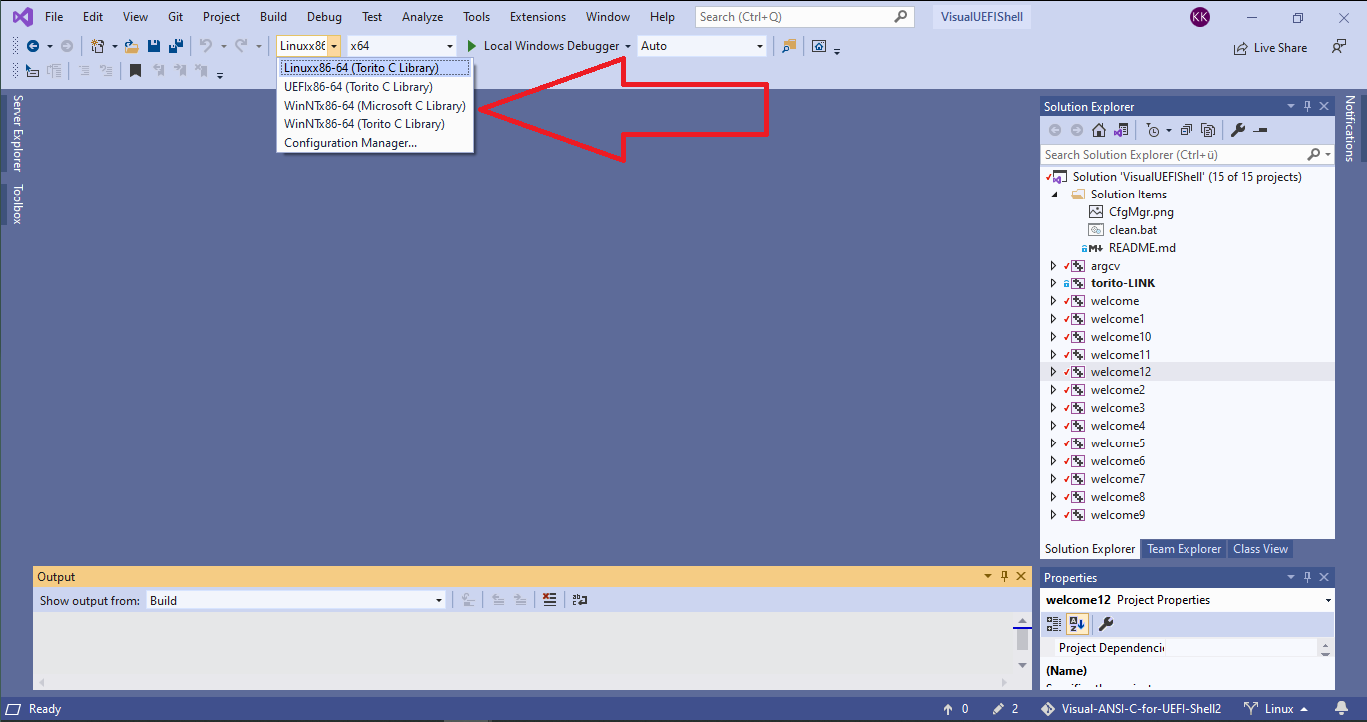 File Edit View Git Project Build Debug Test Analyze Tools Extensions Window Help Search (Ctrl+Q) VisualUEFIShell KK
Linuxx86 x64 Local Windows Debugger Auto Live Share
Linuxx86-64 (Torito C Library)
UEFIx86-64 (Torito C Library)
WinNTx86-64 (Microsoft C Library)
WinNTx86-64 (Torito C Library)
Configuration Manager...
Server Explorer
Toolbox
Notifications
Solution Explorer
Search Solution Explorer (Ctrl+ü)
Solution 'VisualUEFIShell' (15 of 15 projects)
Solution Items
CfgMgr.png
clean.bat
README.md
argcv
torito-LINK
welcome
welcome1
welcome10
welcome11
welcome12
welcome2
welcome3
welcome4
welcome5
welcome6
welcome7
welcome8
welcome9
Solution Explorer Team Explorer Class View
Output
Show output from: Build
Properties
welcome12 Project Properties
Project Dependenci
(Name)
Ready 0 2 Visual-ANSI-C-for-UEFI-Shell2 Linux